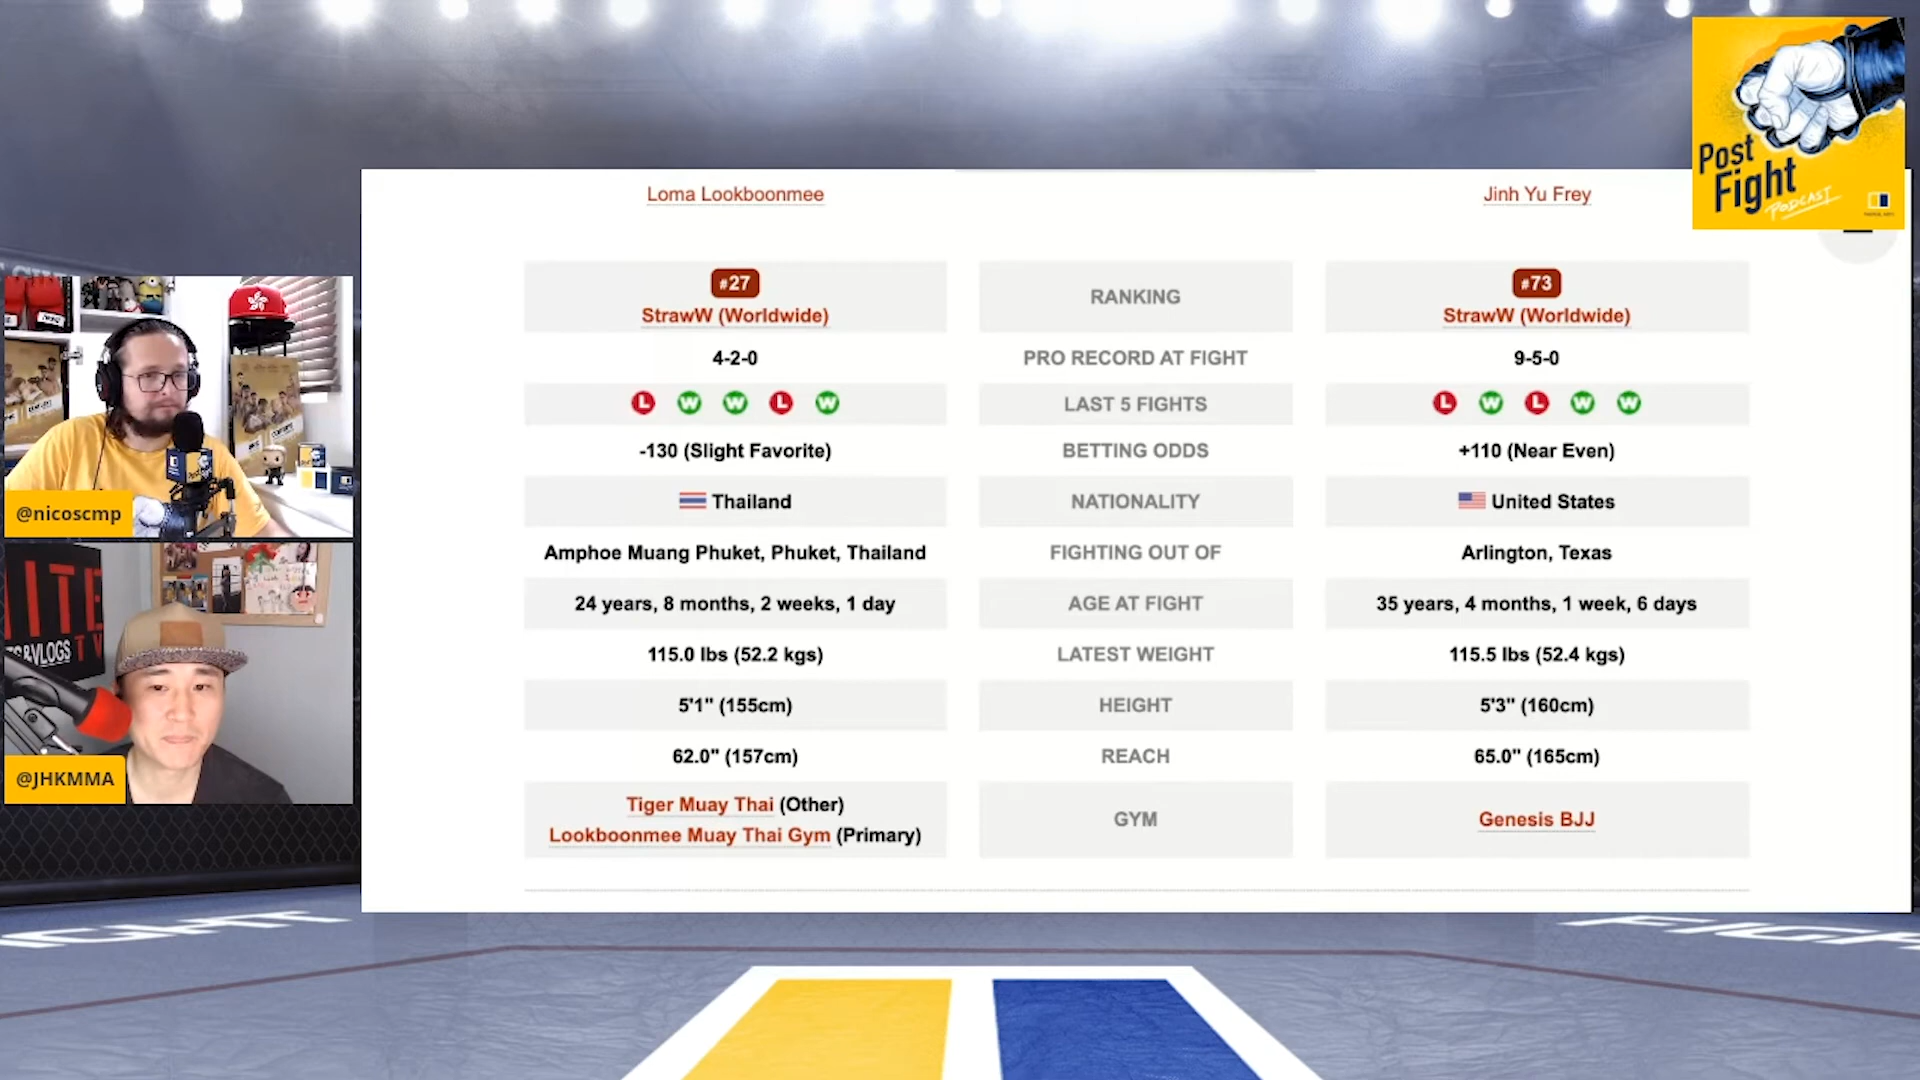 Post
Fight
PODCAST
Loma Lookboonmee
Jinh Yu Frey
#27
StrawW (Worldwide)
RANKING
#73
StrawW (Worldwide)
4-2-0
PRO RECORD AT FIGHT
9-5-0
L W W L W
LAST 5 FIGHTS
L W L W W
-130 (Slight Favorite)
BETTING ODDS
+110 (Near Even)
Thailand
NATIONALITY
United States
Amphoe Muang Phuket, Phuket, Thailand
FIGHTING OUT OF
Arlington, Texas
24 years, 8 months, 2 weeks, 1 day
AGE AT FIGHT
35 years, 4 months, 1 week, 6 days
115.0 lbs (52.2 kgs)
LATEST WEIGHT
115.5 lbs (52.4 kgs)
5'1" (155cm)
HEIGHT
5'3" (160cm)
62.0" (157cm)
REACH
65.0" (165cm)
Tiger Muay Thai (Other)
Lookboonmee Muay Thai Gym (Primary)
GYM
Genesis BJJ
@nicoscmp
ITE
&VLOGS TV
@JHKMMA
IGHT
FIGH